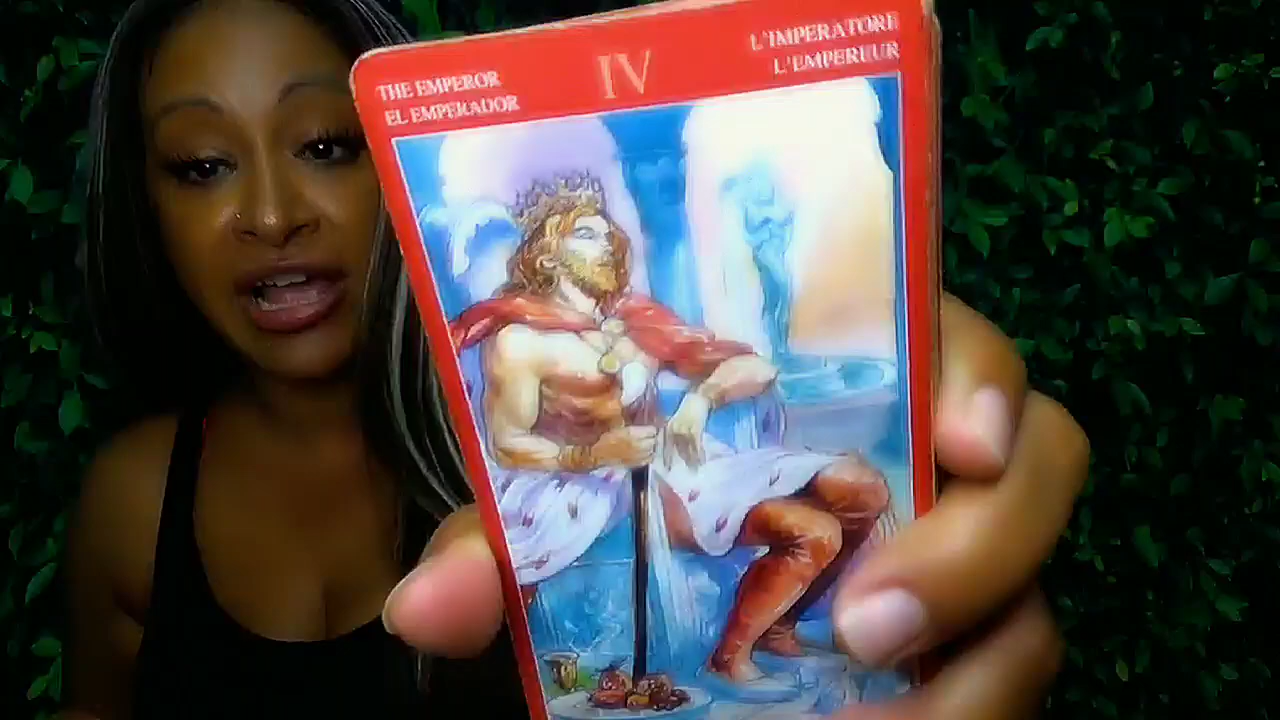 THE EMPEROR
EL EMPERADOR
IV
L'IMPERATORE
L'EMPEREUR